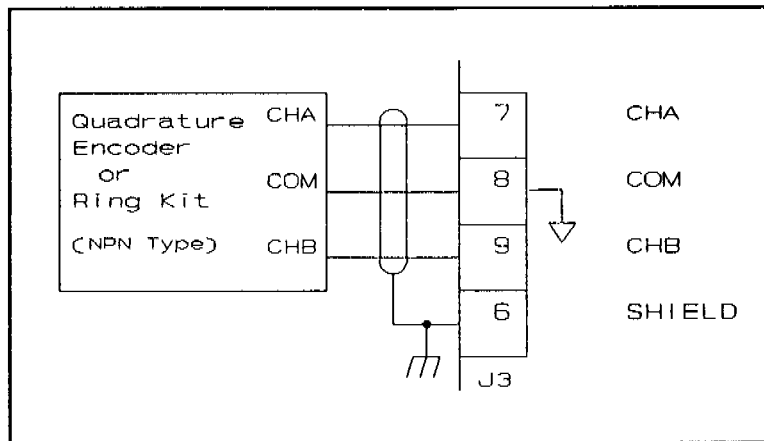 Quadrature
Encoder
or
Ring Kit
(NPN Type)
CHA
COM
CHB
7
8
9
6
J3
CHA
COM
CHB
SHIELD